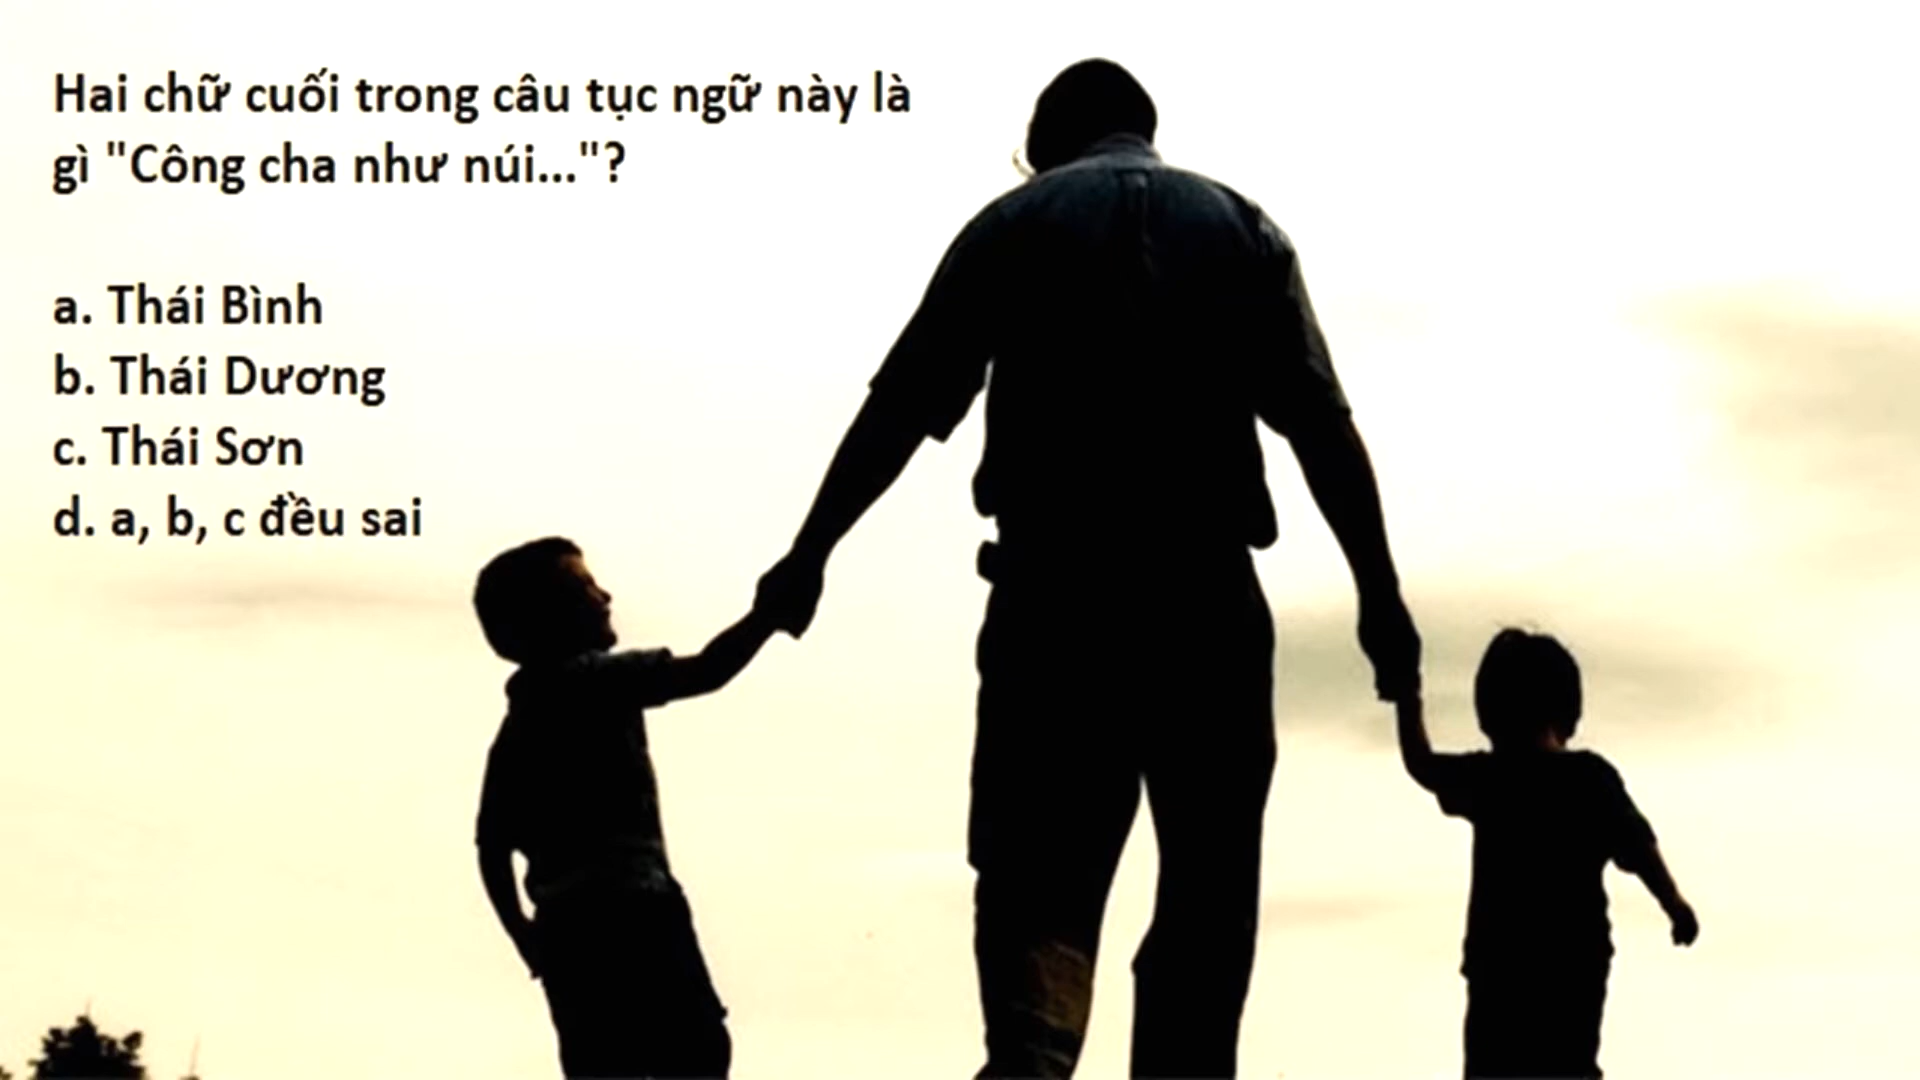 Hai chữ cuối trong câu tục ngữ này là
gì "Công cha như núi..."?
a. Thái Bình
b. Thái Dương
c. Thái Sơn
d. a, b, c đều sai